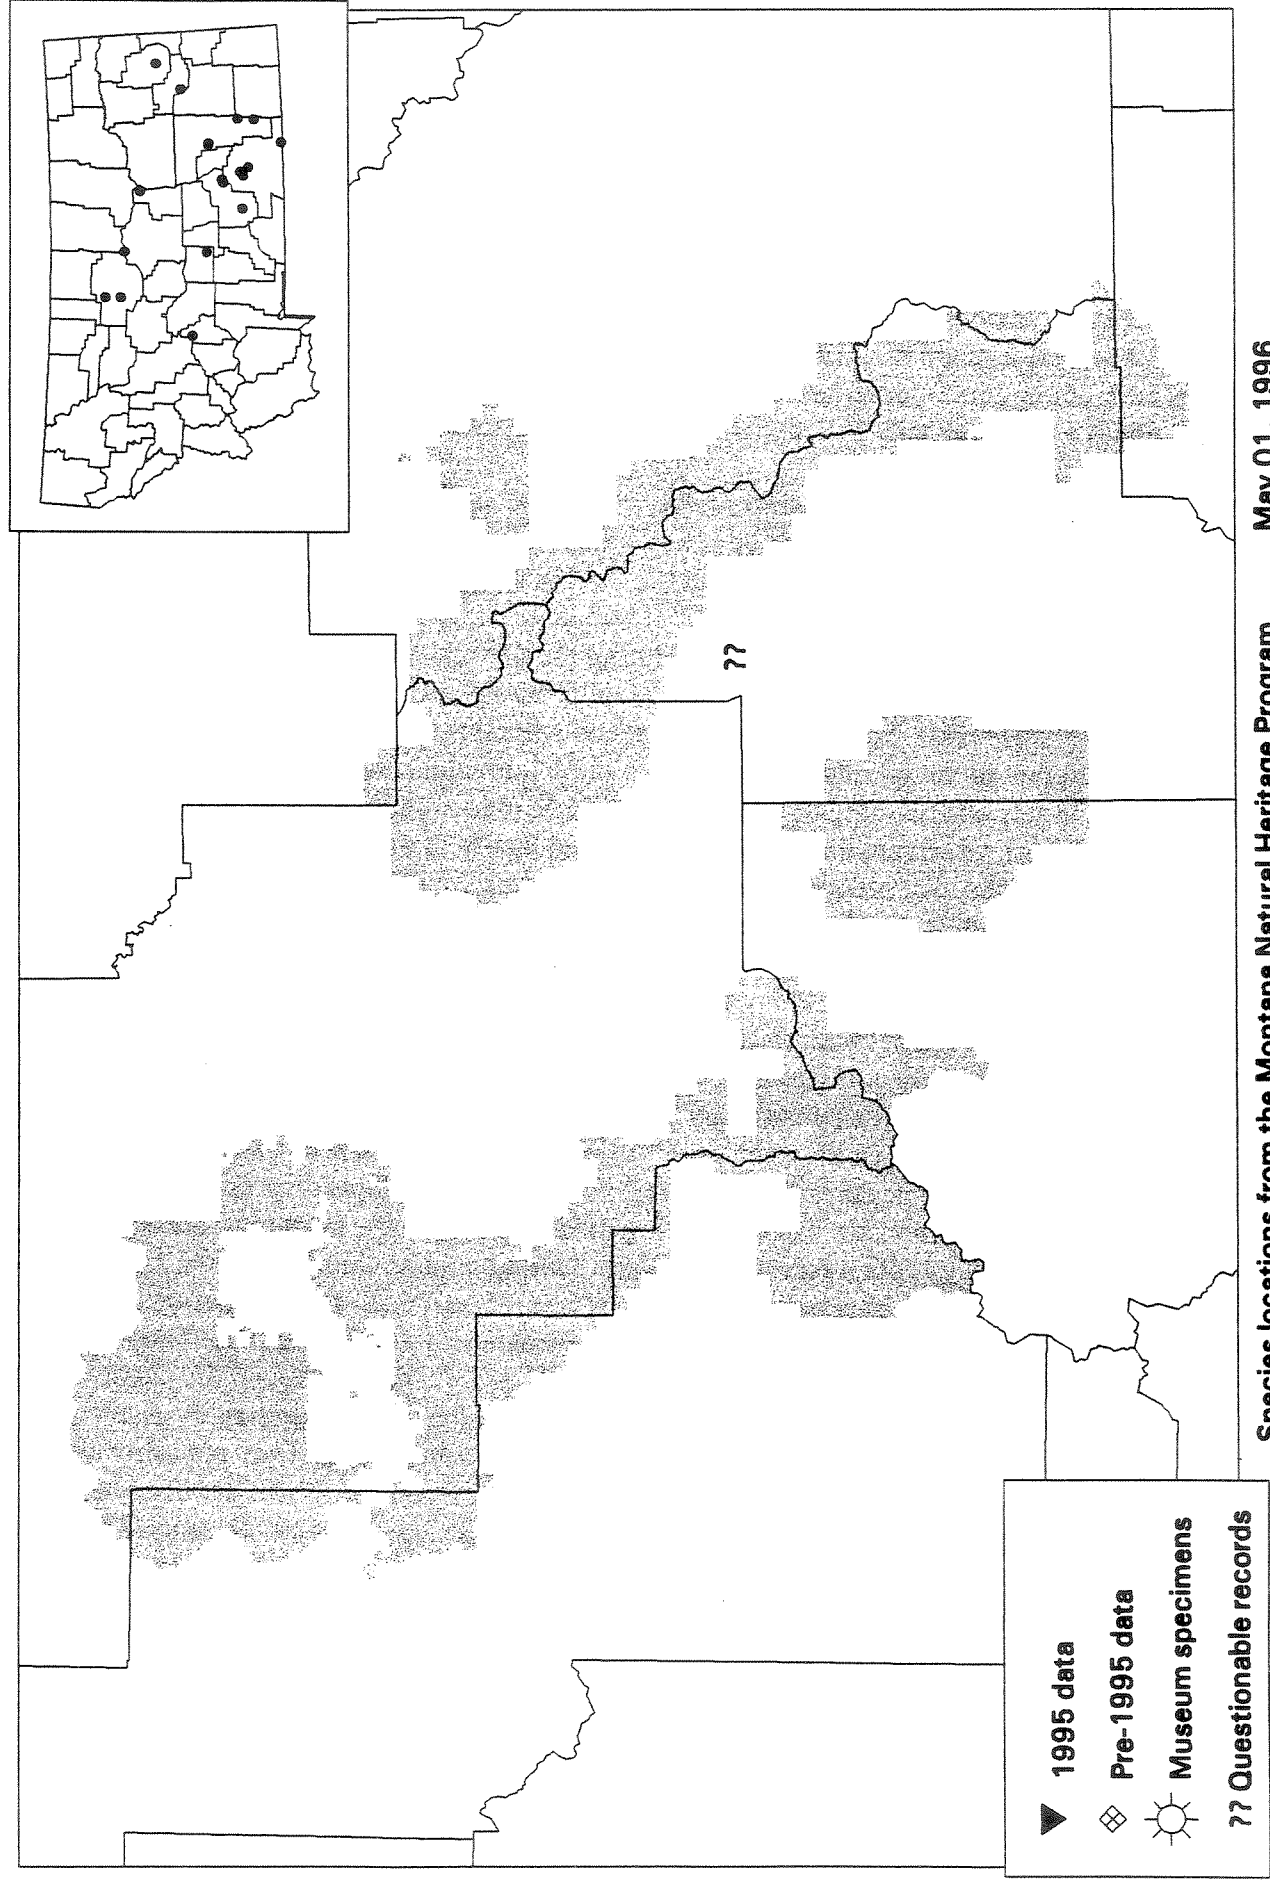 ??
1995 data
Pre-1995 data
Museum specimens
?? Questionable records
Species locations from the Montana Natural Heritage Program May 01, 1996